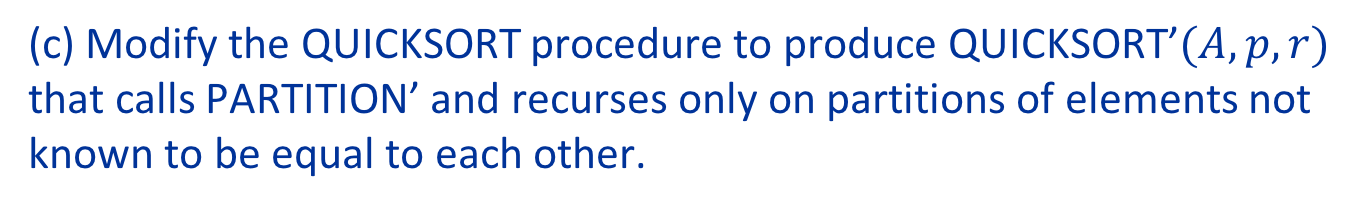 (c) Modify the QUICKSORT procedure to produce QUICKSORT’(A, p, r)
that calls PARTITION’ and recurses only on partitions of elements not
known to be equal to each other.